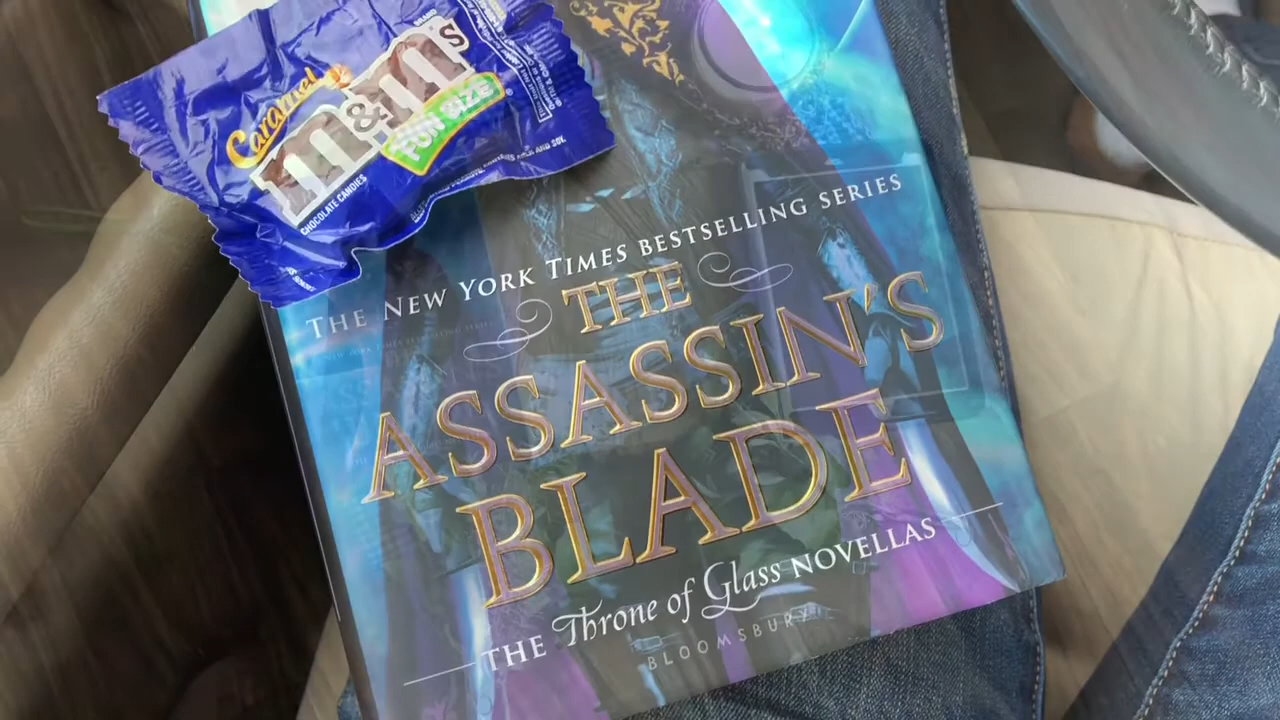 Caramel
m&m's
FUN SIZE
CHOCOLATE CANDIES
THE NEW YORK TIMES BESTSELLING SERIES
THE
ASSASSIN'S
BLADE
THE Throne of Glass NOVELLAS
BLOOMSBURY